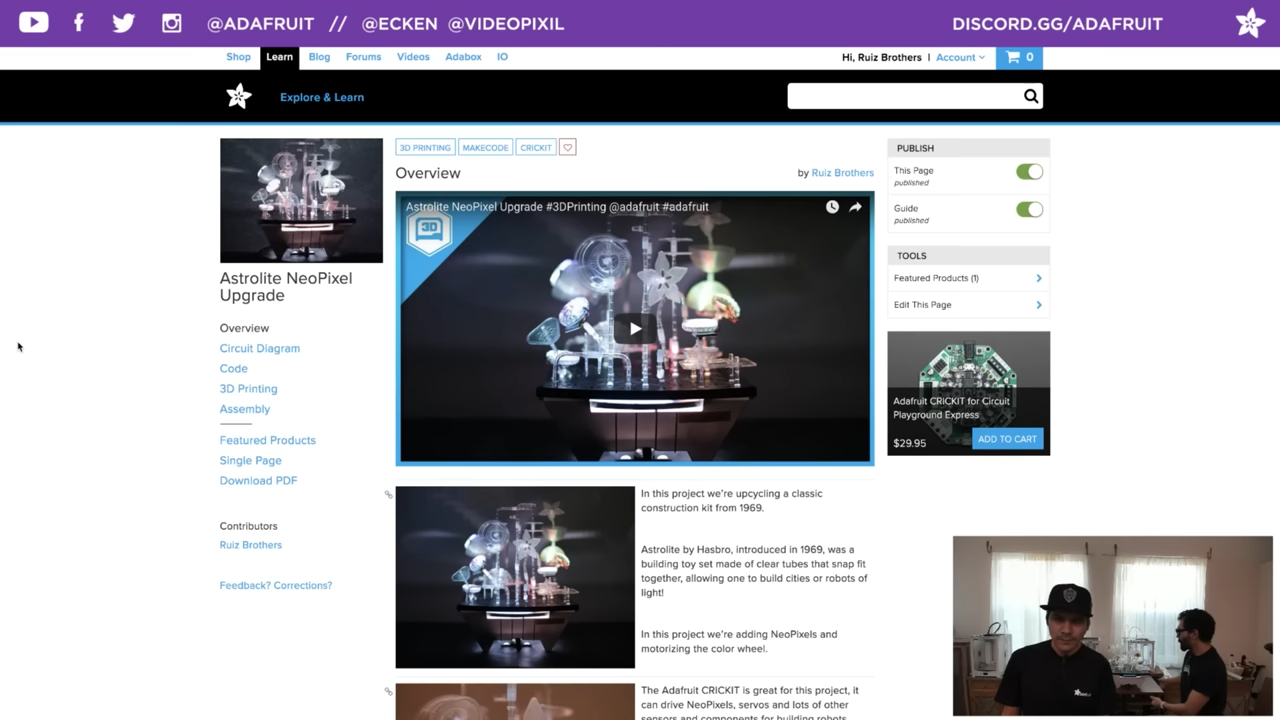 @ADAFRUIT // @ECKEN @VIDEOPIXIL
DISCORD.GG/ADAFRUIT
Shop Learn Blog Forums Videos Adabox IO
Hi, Ruiz Brothers | Account 0
Explore & Learn
Astrolite NeoPixel
Upgrade
Overview
Circuit Diagram
Code
3D Printing
Assembly
Featured Products
Single Page
Download PDF
Contributors
Ruiz Brothers
Feedback? Corrections?
3D PRINTING MAKECODE CRICKIT
Overview
by Ruiz Brothers
Astrolite NeoPixel Upgrade #3DPrinting @adafruit #adafruit
3D
In this project we're upcycling a classic
construction kit from 1969.
Astrolite by Hasbro, introduced in 1969, was a
building toy set made of clear tubes that snap fit
together, allowing one to build cities or robots of
light!
In this project we're adding NeoPixels and
motorizing the color wheel.
The Adafruit CRICKIT is great for this project, it
can drive NeoPixels, servos and lots of other
sensors and components for building robots
PUBLISH
This Page
published
Guide
published
TOOLS
Featured Products (1)
Edit This Page
Adafruit CRICKIT for Circuit
Playground Express
$29.95
ADD TO CART